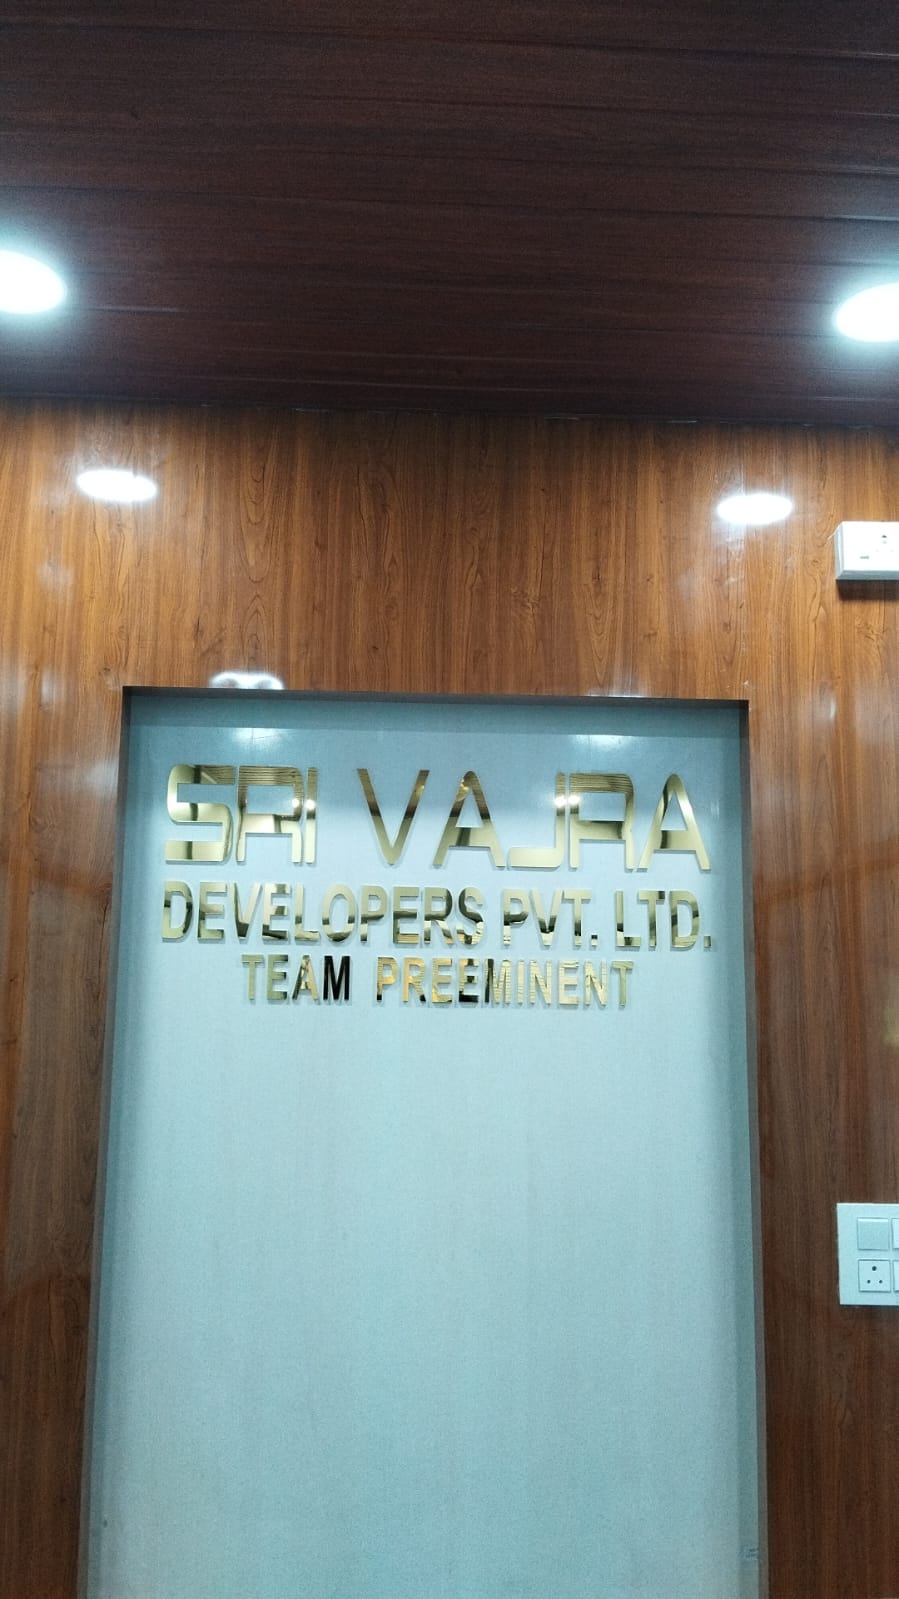 SRI VAJRA
DEVELOPERS PVT. LTD.
TEAM PREEMINENT